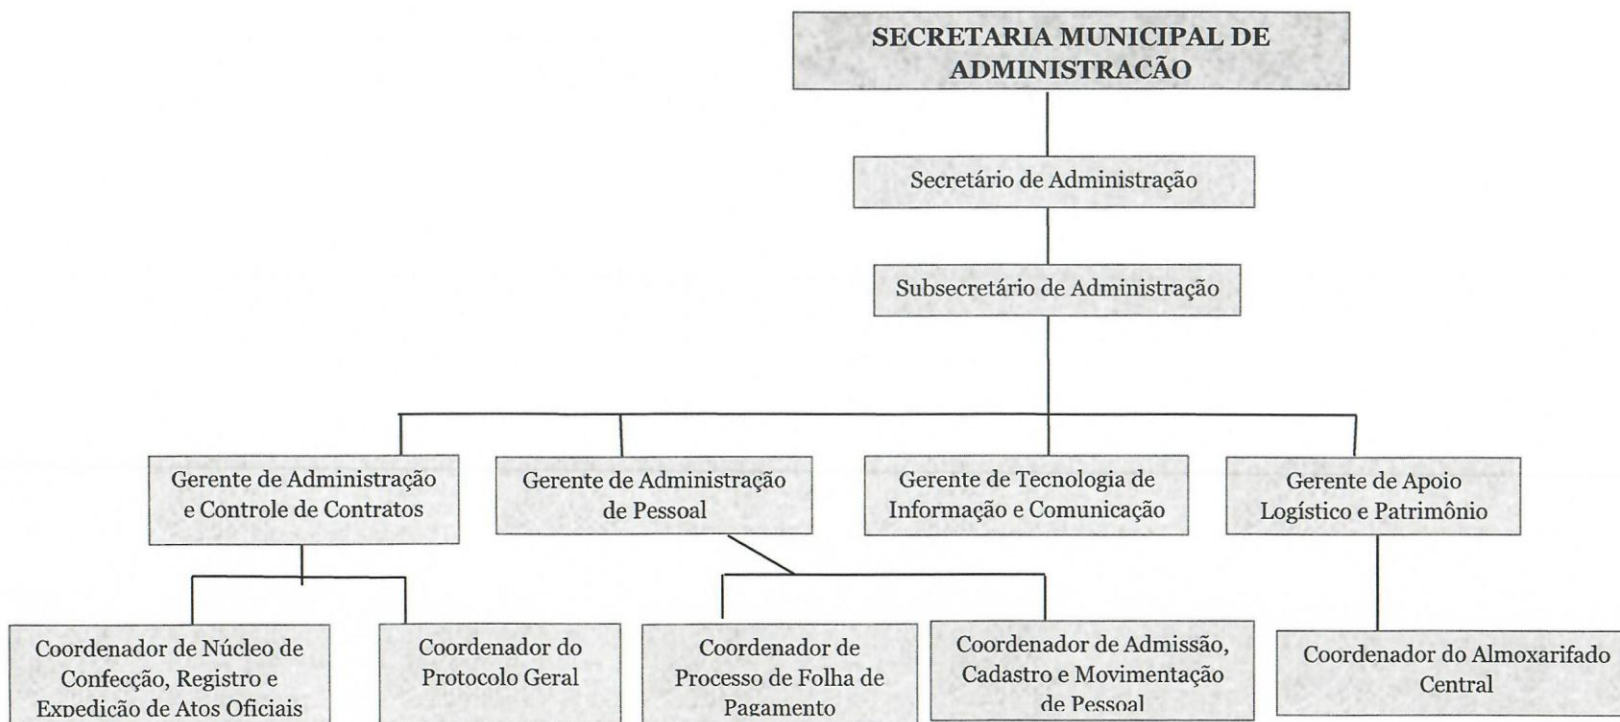 SECRETARIA MUNICIPAL DE
ADMINISTRACÃO
Secretário de Administração
Subsecretário de Administração
Gerente de Administração
e Controle de Contratos
Gerente de Administração
de Pessoal
Gerente de Tecnologia de
Informação e Comunicação
Gerente de Apoio
Logístico e Patrimônio
Coordenador de Núcleo de
Confecção, Registro e
Expedição de Atos Oficiais
Coordenador do
Protocolo Geral
Coordenador de
Processo de Folha de
Pagamento
Coordenador de Admissão,
Cadastro e Movimentação
de Pessoal
Coordenador do Almoxarifado
Central